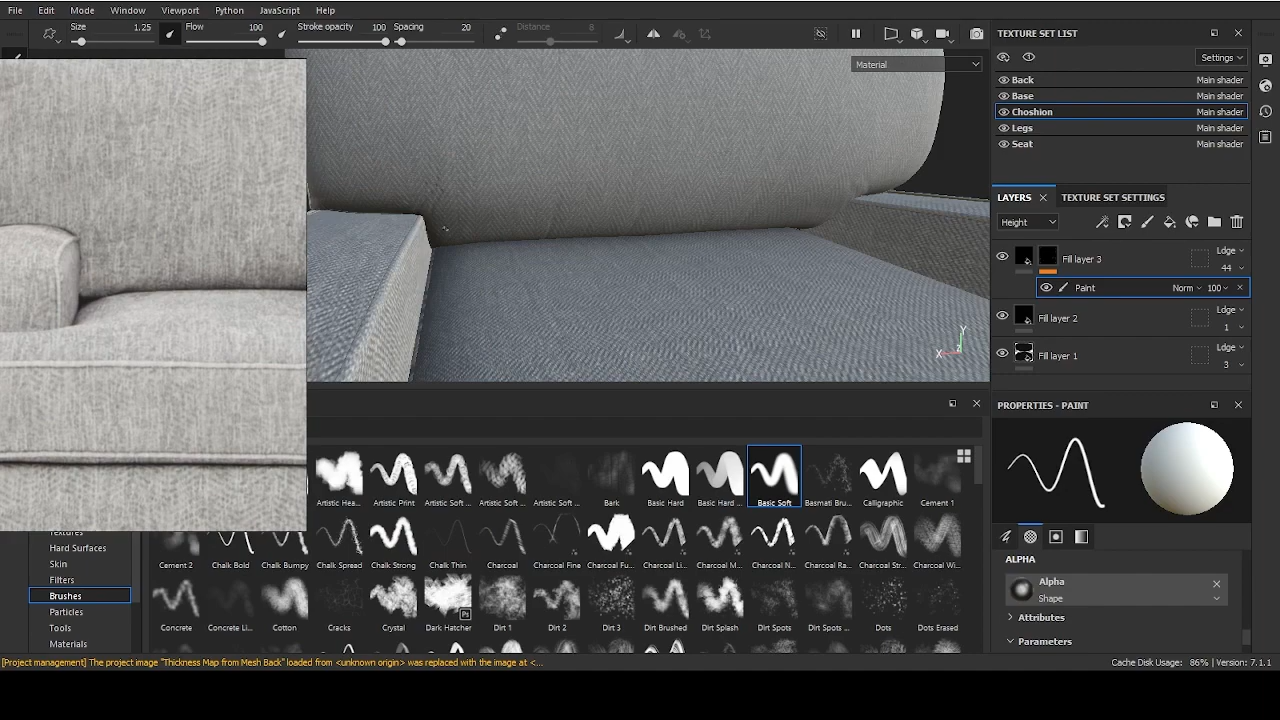 File Edit Mode Window Viewport Python JavaScript Help
Size 1.25 Flow 100 Stroke opacity 100 Spacing 20 Distance 8
Material
TEXTURE SET LIST
Settings
Back Main shader
Base Main shader
Choshion Main shader
Legs Main shader
Seat Main shader
LAYERS TEXTURE SET SETTINGS
Height
Fill layer 3 Ldge 44
Paint Norm 100
Fill layer 2 Ldge 1
Fill layer 1 Ldge 3
Y
X Z
PROPERTIES - PAINT
Artistic Hea... Artistic Print Artistic Soft ... Artistic Sof... Artistic Soft ... Bark Basic Hard Basic Hard ... Basic Soft Basmati Bru... Calligraphic Cement 1
Textures
Hard Surfaces
Skin
Filters
Brushes
Particles
Tools
Materials
Cement 2 Chalk Bold Chalk Bumpy Chalk Spread Chalk Strong Chalk Thin Charcoal Charcoal Fine Charcoal Fu... Charcoal Li... Charcoal M... Charcoal N... Charcoal Ra... Charcoal Str... Charcoal Wi...
Concrete Concrete Li... Cotton Cracks Crystal Dark Hatcher Dirt 1 Dirt 2 Dirt 3 Dirt Brushed Dirt Splash Dirt Spots Dirt Spots ... Dots Dots Erased
Ps
ALPHA
Alpha
Shape
Attributes
Parameters
[Project management] The project image "Thickness Map from Mesh Back" loaded from <unknown origin> was replaced with the image at <...
Cache Disk Usage: 86% | Version: 7.1.1